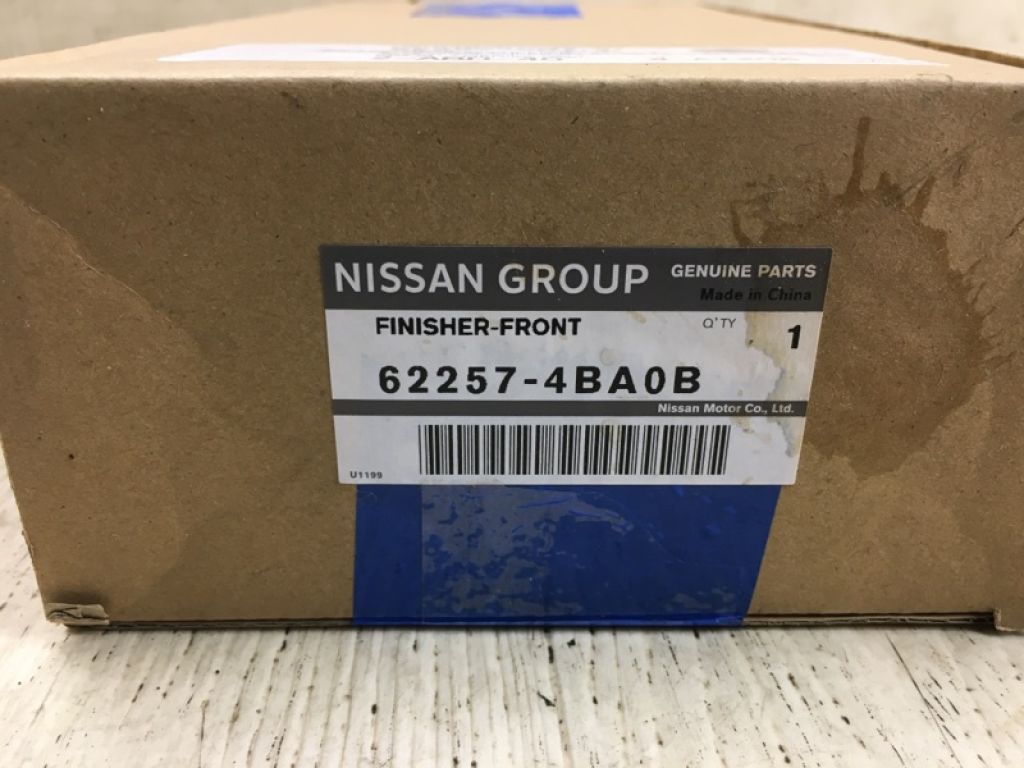 NISSAN GROUP GENUINE PARTS
Made in China
FINISHER-FRONT Q'TY 1
62257-4BA0B
Nissan Motor Co., Ltd.
U1199